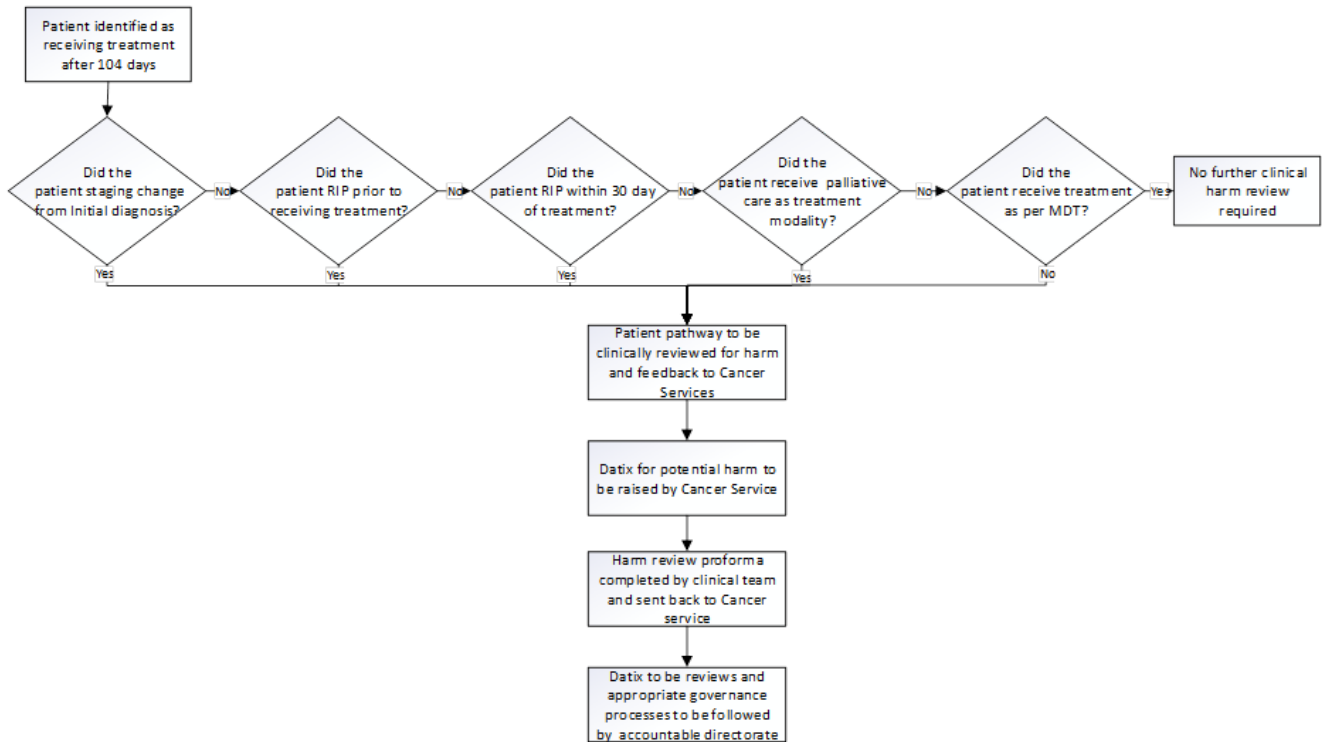 Patient identified as
receiving treatment
after 104 days
Did the
patient staging change
from Initial diagnosis?
No
Did the
patient RIP prior to
receiving treatment?
No
Did the
patient RIP within 30 day
of treatment?
No
Did the
patient receive palliative
care as treatment
modality?
No
Did the
patient receive treatment
as per MDT?
Yes
No further clinical
harm review
required
Yes
Yes
Yes
Yes
No
Patient pathway to be
clinically reviewed for harm
and feedback to Cancer
Services
Datix for potential harm to
be raised by Cancer Service
Harm review proforma
completed by clinical team
and sent back to Cancer
service
Datix to be reviews and
appropriate governance
processes to be followed
by accountable directorate